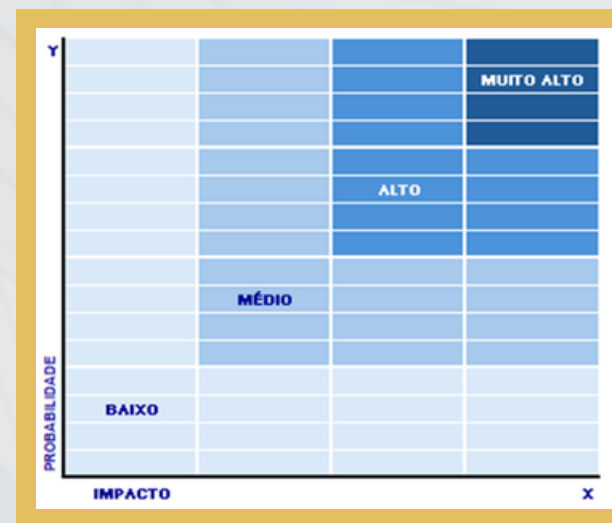 Y
MUITO ALTO
ALTO
MÉDIO
PROBABILIDADE
BAIXO
IMPACTO
X